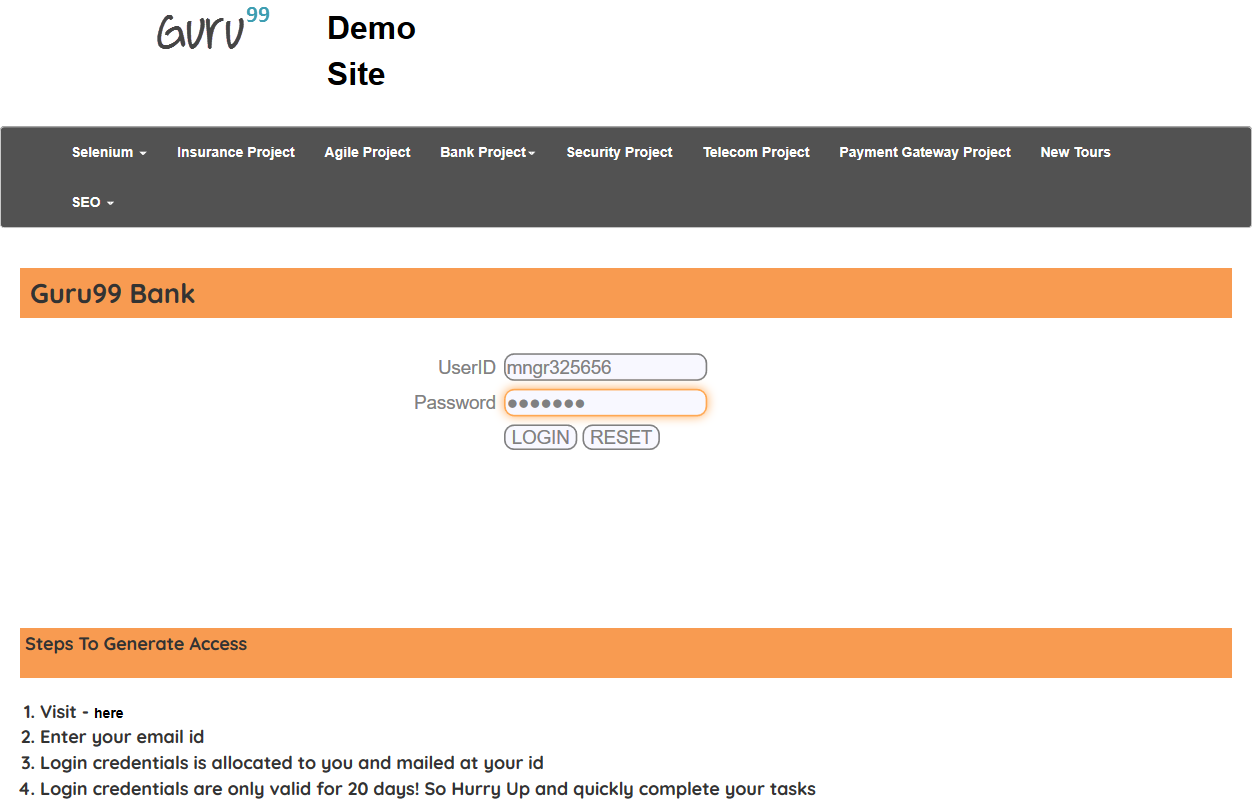 Guru99
Demo
Site
Selenium Insurance Project Agile Project Bank Project Security Project Telecom Project Payment Gateway Project New Tours
SEO
Guru99 Bank
UserID mngr325656
Password •••••••
LOGIN RESET
Steps To Generate Access
1. Visit - here
2. Enter your email id
3. Login credentials is allocated to you and mailed at your id
4. Login credentials are only valid for 20 days! So Hurry Up and quickly complete your tasks